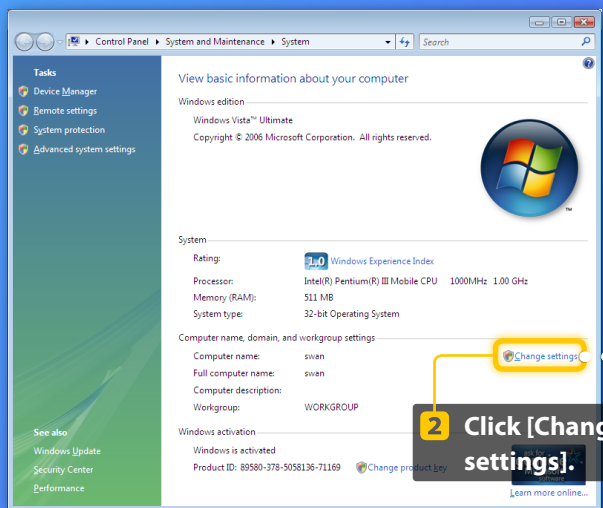 Control Panel System and Maintenance System Search
Tasks
Device Manager
Remote settings
System protection
Advanced system settings
See also
Windows Update
Security Center
Performance
View basic information about your computer
Windows edition
Windows Vista™ Ultimate
Copyright © 2006 Microsoft Corporation. All rights reserved.
TM
System
Rating: 1.0 Windows Experience Index
Processor: Intel(R) Pentium(R) III Mobile CPU 1000MHz 1.00 GHz
Memory (RAM): 511 MB
System type: 32-bit Operating System
Computer name, domain, and workgroup settings
Computer name: swan Change settings
Full computer name: swan
Computer description:
Workgroup: WORKGROUP
2 Click [Chang
settings].
Windows activation
Windows is activated
Product ID: 89580-378-5058136-71169 Change product key
ask for
software
Learn more online...